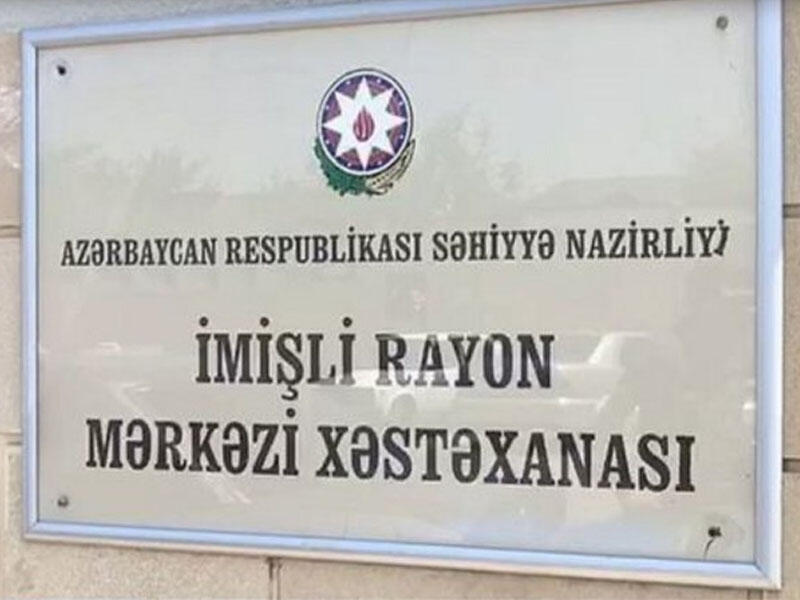 AZƏRBAYCAN RESPUBLİKASI SƏHİYYƏ NAZİRLİYİ
İMİŞLİ RAYON
MƏRKƏZİ XƏSTƏXANASI